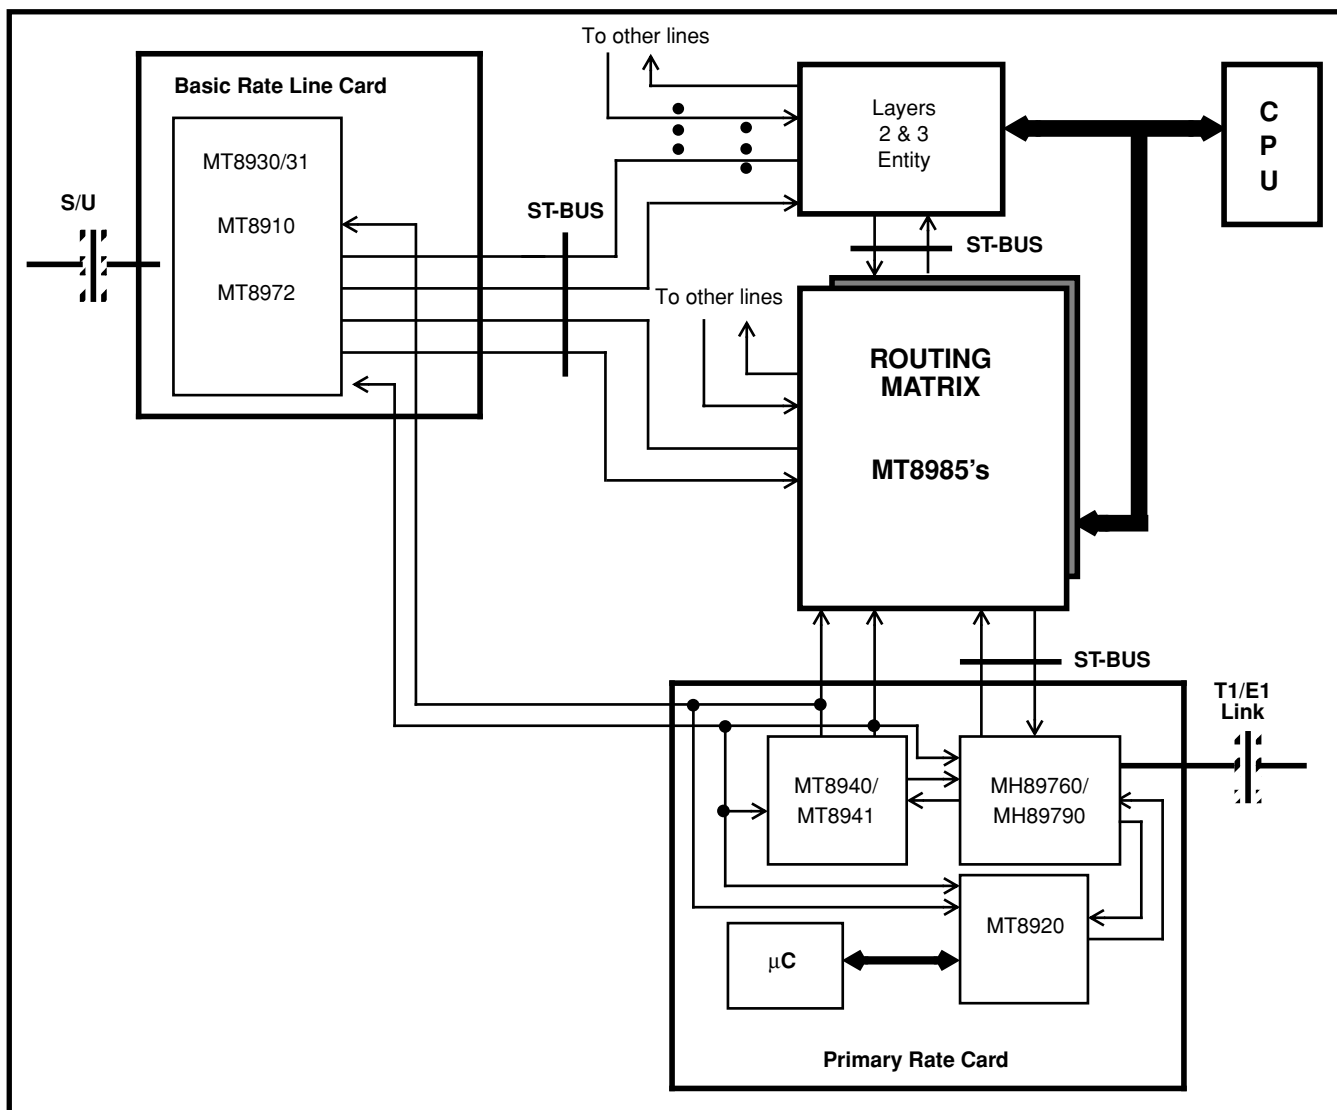 To other lines
Basic Rate Line Card
MT8930/31
MT8910
MT8972
S/U
ST-BUS
Layers
2 & 3
Entity
C
P
U
ST-BUS
To other lines
ROUTING
MATRIX
MT8985's
ST-BUS
T1/E1
Link
MT8940/
MT8941
MH89760/
MH89790
MT8920
µC
Primary Rate Card